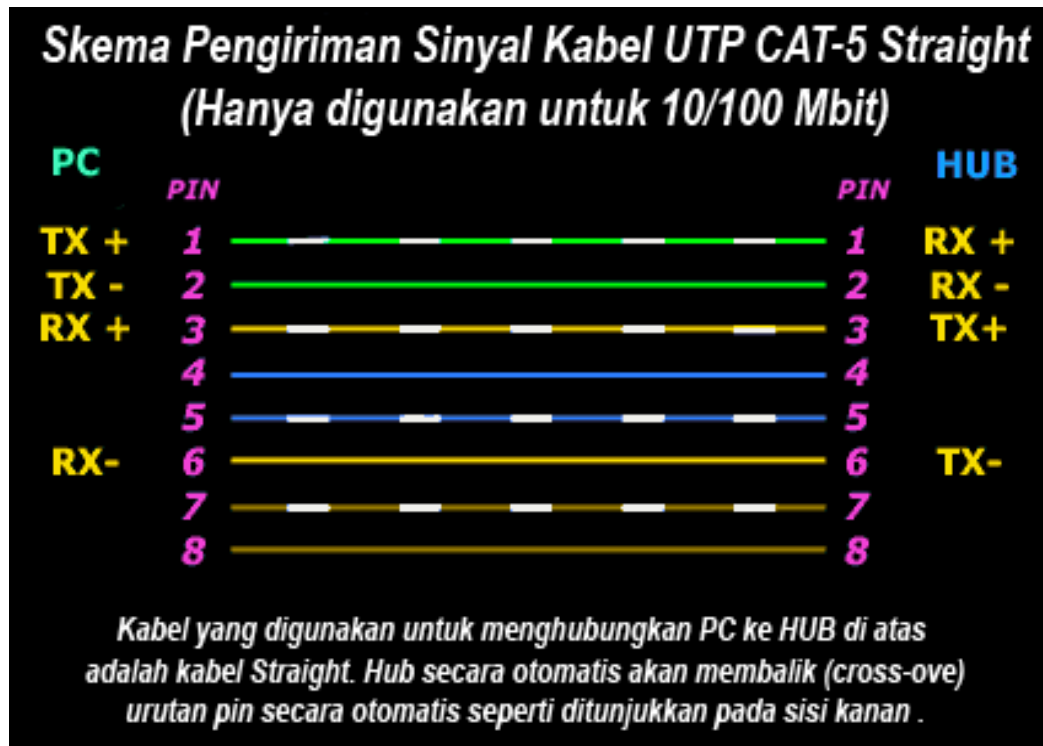 Skema Pengiriman Sinyal Kabel UTP CAT-5 Straight
(Hanya digunakan untuk 10/100 Mbit)
PC HUB
PIN PIN
TX + 1 1 RX +
TX - 2 2 RX -
RX + 3 3 TX+
4 4
5 5
RX- 6 6 TX-
7 7
8 8
Kabel yang digunakan untuk menghubungkan PC ke HUB di atas
adalah kabel Straight. Hub secara otomatis akan membalik (cross-ove)
urutan pin secara otomatis seperti ditunjukkan pada sisi kanan .